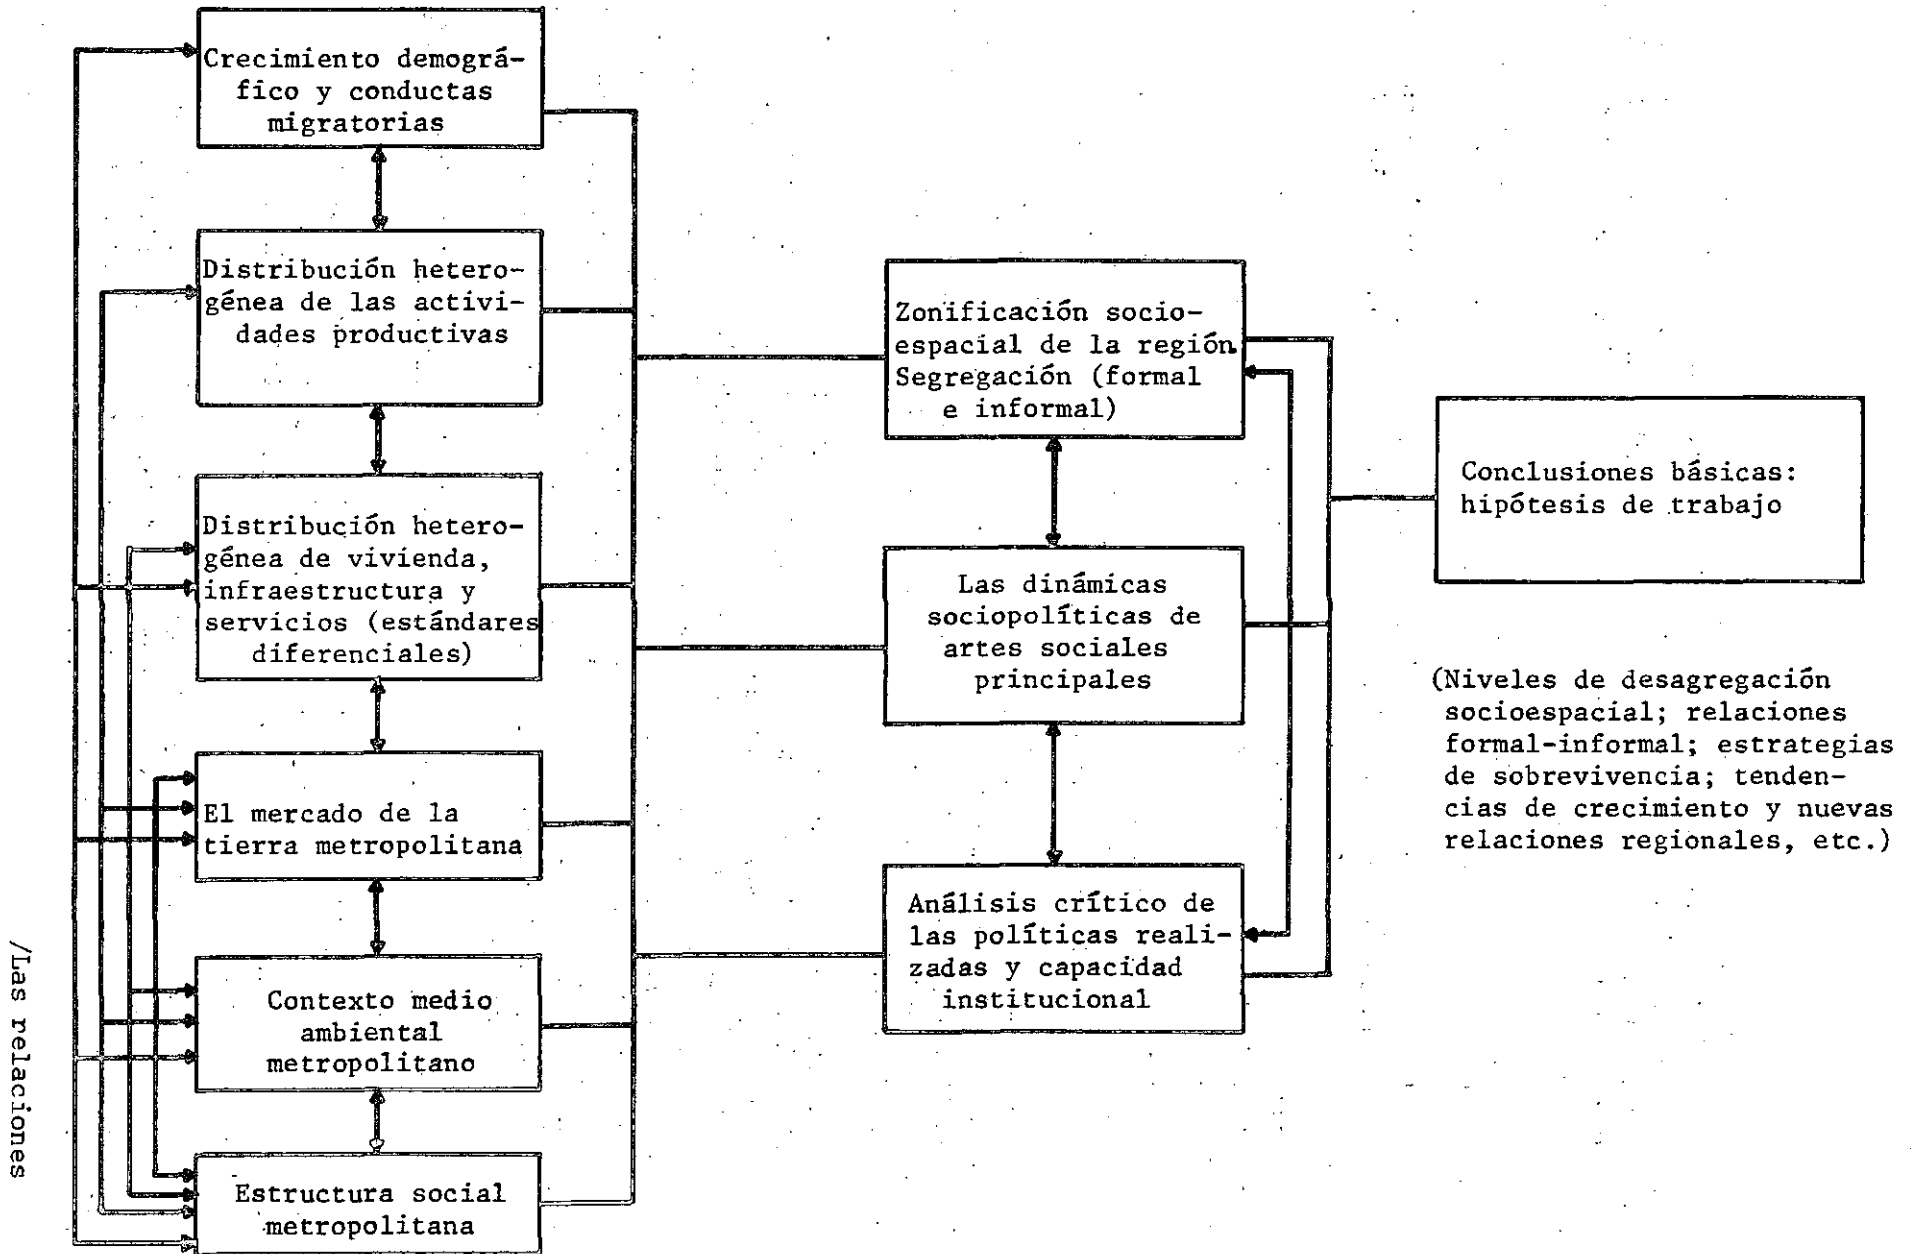 Crecimiento demográ-
fico y conductas
migratorias
Distribución hetero-
génea de las activi-
dades productivas
Distribución hetero-
génea de vivienda,
infraestructura y
servicios (estándares
diferenciales)
El mercado de la
tierra metropolitana
Contexto medio
ambiental
metropolitano
Estructura social
metropolitana
Zonificación socio-
espacial de la región
Segregación (formal
e informal)
Las dinámicas
sociopolíticas de
artes sociales
principales
Análisis crítico de
las políticas reali-
zadas y capacidad
institucional
Conclusiones básicas:
hipótesis de trabajo
(Niveles de desagregación
socioespacial; relaciones
formal-informal; estrategias
de sobrevivencia; tenden-
cias de crecimiento y nuevas
relaciones regionales, etc.)
/Las relaciones